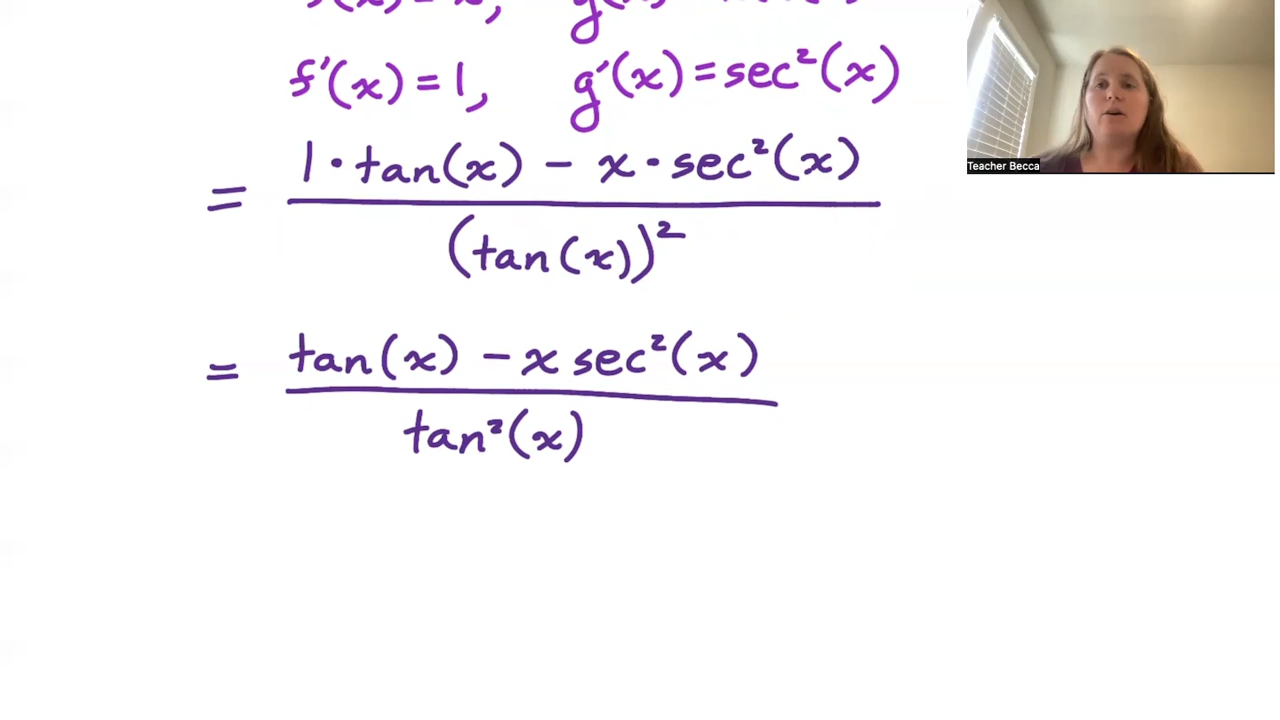 f'(x) = 1, g'(x) = sec²(x)
= 1 · tan(x) − x · sec²(x)
(tan(x))²
= tan(x) − x sec²(x)
tan²(x)
Teacher Becca